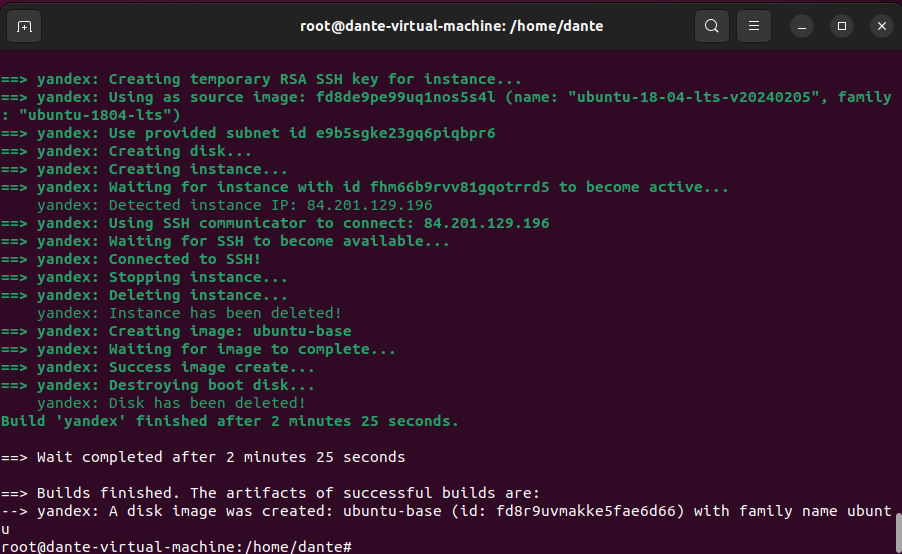 root@dante-virtual-machine: /home/dante
==> yandex: Creating temporary RSA SSH key for instance...
==> yandex: Using as source image: fd8de9pe99uq1nos5s4l (name: "ubuntu-18-04-lts-v20240205", family
: "ubuntu-1804-lts")
==> yandex: Use provided subnet id e9b5sgke23gq6piqbpr6
==> yandex: Creating disk...
==> yandex: Creating instance...
==> yandex: Waiting for instance with id fhm66b9rvv81gqotrrd5 to become active...
    yandex: Detected instance IP: 84.201.129.196
==> yandex: Using SSH communicator to connect: 84.201.129.196
==> yandex: Waiting for SSH to become available...
==> yandex: Connected to SSH!
==> yandex: Stopping instance...
==> yandex: Deleting instance...
    yandex: Instance has been deleted!
==> yandex: Creating image: ubuntu-base
==> yandex: Waiting for image to complete...
==> yandex: Success image create...
==> yandex: Destroying boot disk...
    yandex: Disk has been deleted!
Build 'yandex' finished after 2 minutes 25 seconds.
==> Wait completed after 2 minutes 25 seconds
==> Builds finished. The artifacts of successful builds are:
--> yandex: A disk image was created: ubuntu-base (id: fd8r9uvmakke5fae6d66) with family name ubunt
u
root@dante-virtual-machine:/home/dante#